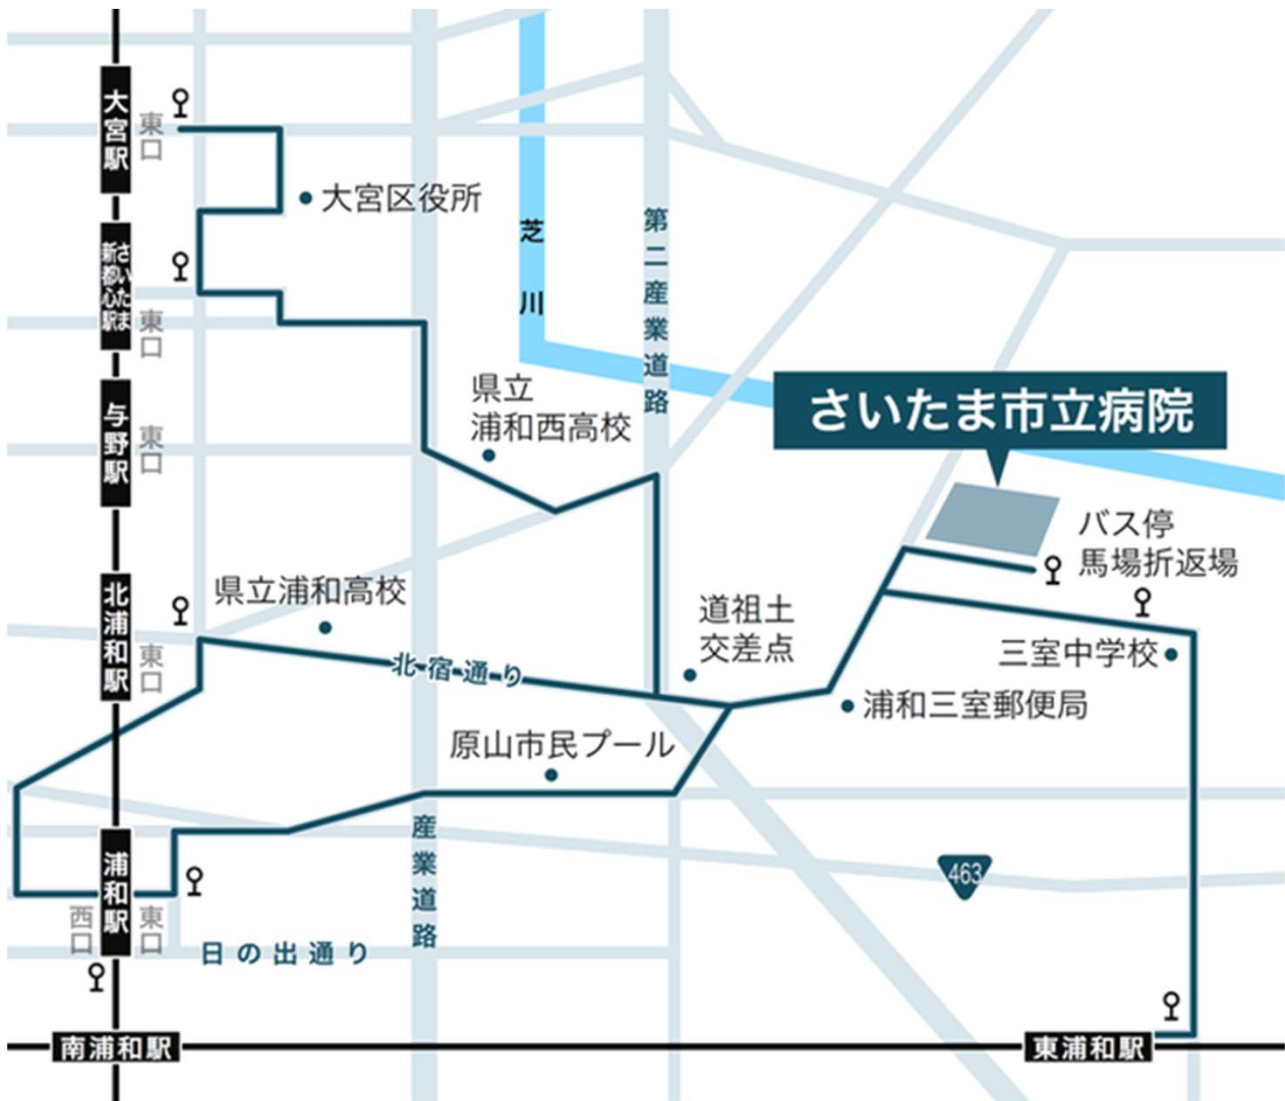 大宮駅
東口
大宮区役所
さいたま
新都心駅
東口
芝川
第二産業道路
与野駅
東口
県立
浦和西高校
さいたま市立病院
バス停
馬場折返場
北浦和駅
東口
県立浦和高校
北宿通り
道祖土
交差点
三室中学校
浦和三室郵便局
原山市民プール
産業道路
463
浦和駅
西口
東口
日の出通り
南浦和駅
東浦和駅